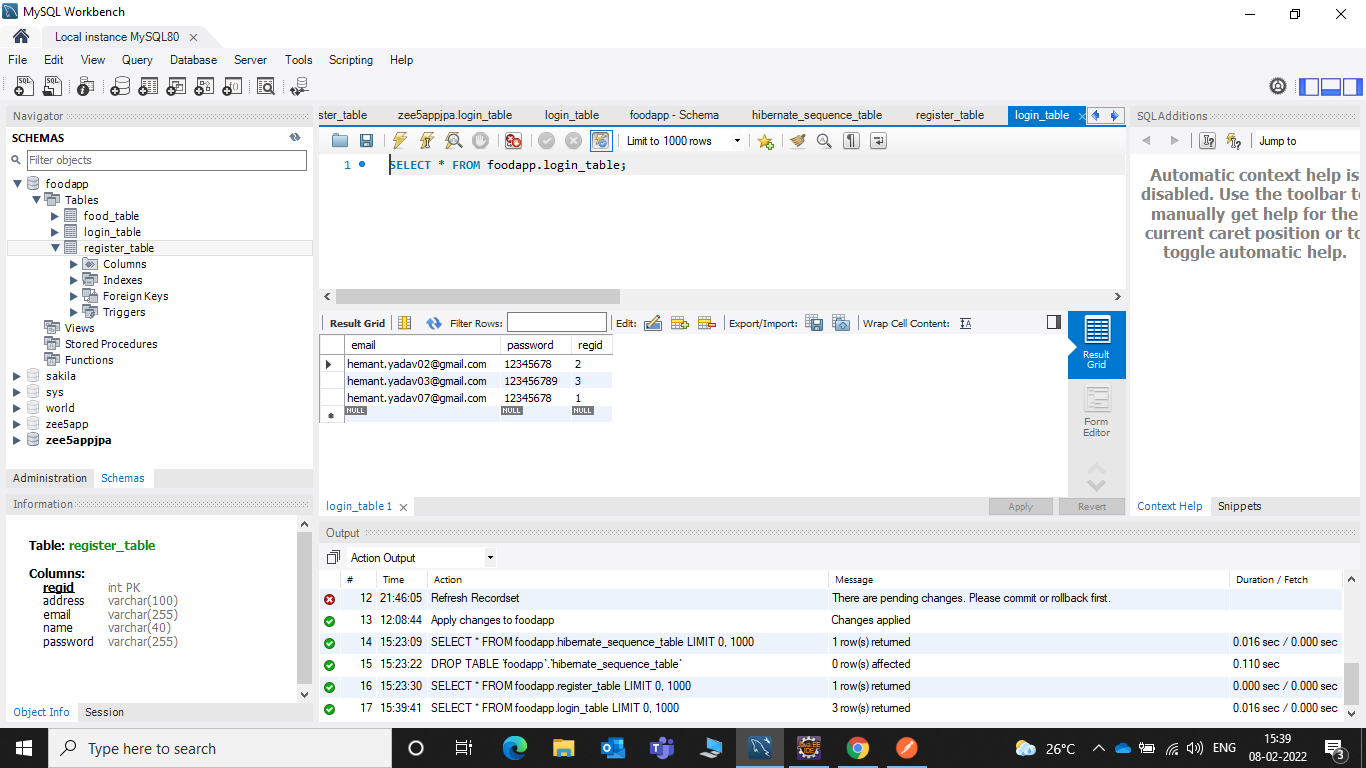 MySQL Workbench
Local instance MySQL80
File Edit View Query Database Server Tools Scripting Help
Navigator
SCHEMAS
Filter objects
foodapp
Tables
food_table
login_table
register_table
Columns
Indexes
Foreign Keys
Triggers
Views
Stored Procedures
Functions
sakila
sys
world
zee5app
zee5appjpa
Administration Schemas
Information
Table: register_table
Columns:
regid int PK
address varchar(100)
email varchar(255)
name varchar(40)
password varchar(255)
Object Info Session
ster_table zee5appjpa.login_table login_table foodapp - Schema hibernate_sequence_table register_table login_table
Limit to 1000 rows
1 SELECT * FROM foodapp.login_table;
Result Grid Filter Rows: Edit: Export/Import: Wrap Cell Content:
email password regid
hemant.yadav02@gmail.com 12345678 2
hemant.yadav03@gmail.com 123456789 3
hemant.yadav07@gmail.com 12345678 1
NULL NULL NULL
Result Grid
Form Editor
login_table 1
Apply Revert
SQLAdditions
Jump to
Automatic context help is
disabled. Use the toolbar to
manually get help for the
current caret position or to
toggle automatic help.
Context Help Snippets
Output
Action Output
# Time Action Message Duration / Fetch
12 21:46:05 Refresh Recordset There are pending changes. Please commit or rollback first.
13 12:08:44 Apply changes to foodapp Changes applied
14 15:23:09 SELECT * FROM foodapp.hibernate_sequence_table LIMIT 0, 1000 1 row(s) returned 0.016 sec / 0.000 sec
15 15:23:22 DROP TABLE `foodapp`.`hibernate_sequence_table` 0 row(s) affected 0.110 sec
16 15:23:30 SELECT * FROM foodapp.register_table LIMIT 0, 1000 1 row(s) returned 0.000 sec / 0.000 sec
17 15:39:41 SELECT * FROM foodapp.login_table LIMIT 0, 1000 3 row(s) returned 0.016 sec / 0.000 sec
Type here to search
26°C
ENG
15:39
08-02-2022
3